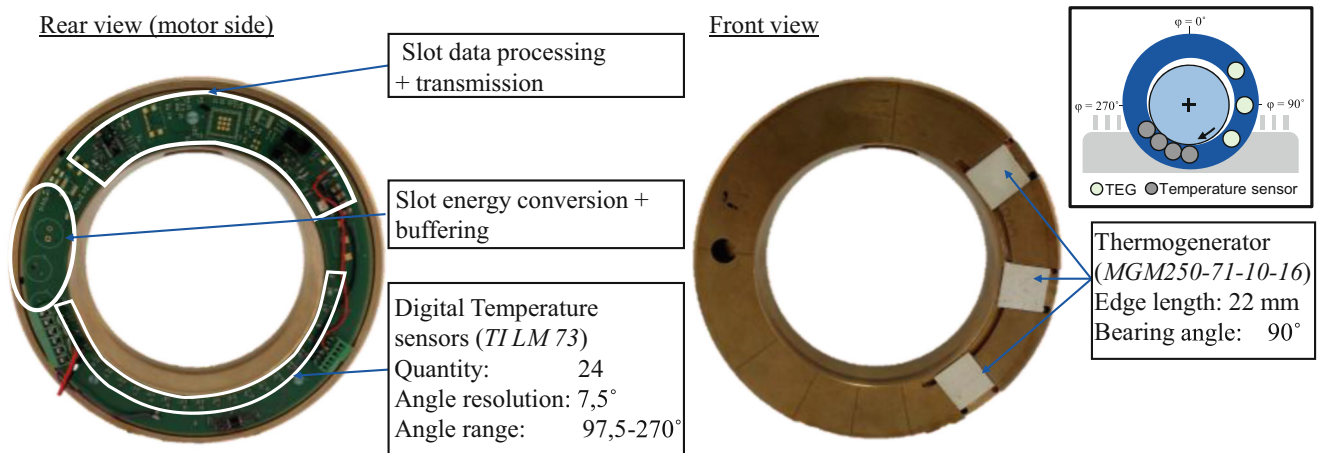 Rear view (motor side)
Slot data processing
+ transmission
Slot energy conversion +
buffering
Digital Temperature
sensors (TI LM 73)
Quantity: 24
Angle resolution: 7,5°
Angle range: 97,5-270°
Front view
φ = 0°
φ = 270°
φ = 90°
TEG
Temperature sensor
Thermogenerator
(MGM250-71-10-16)
Edge length: 22 mm
Bearing angle: 90°